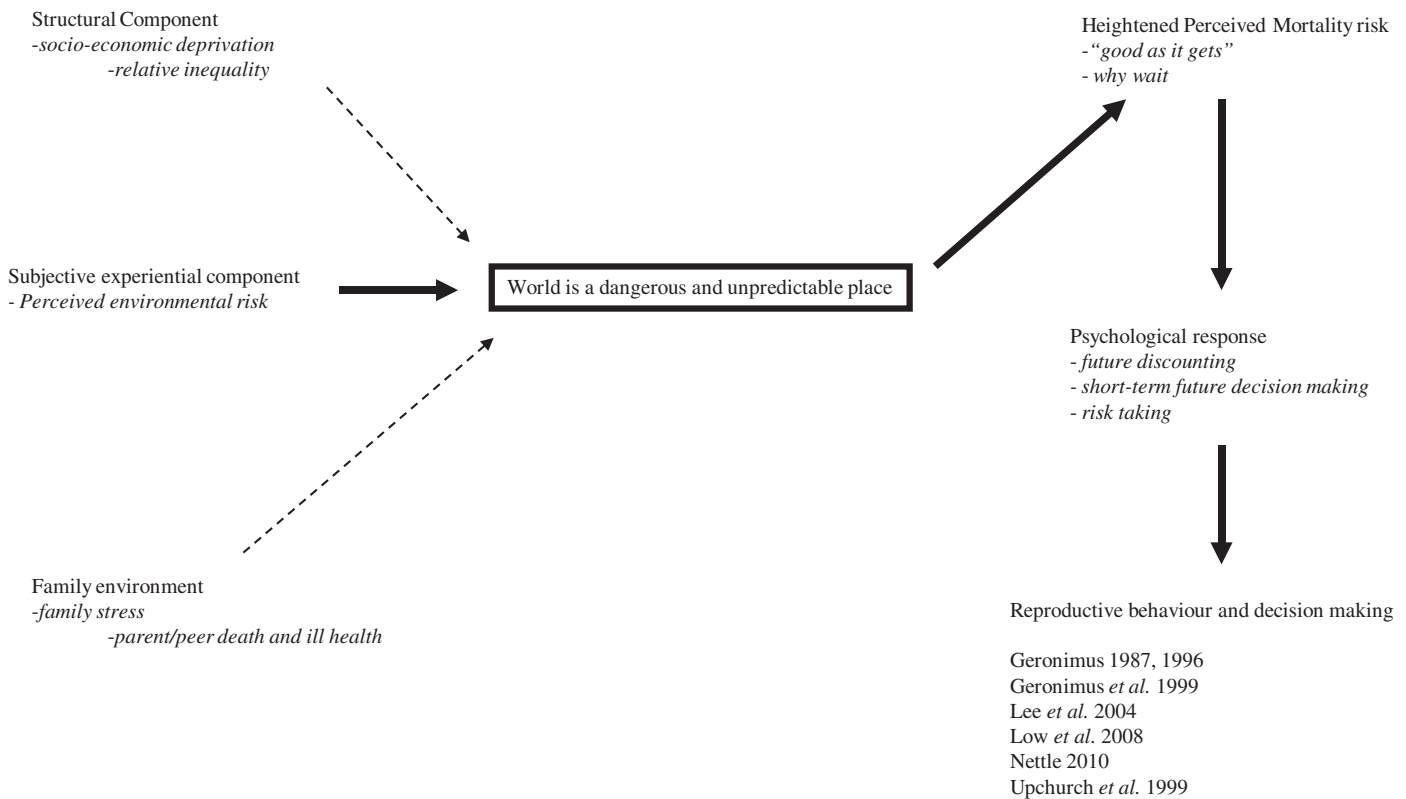 Structural Component
-socio-economic deprivation
-relative inequality
Heightened Perceived Mortality risk
-“good as it gets”
- why wait
Subjective experiential component
- Perceived environmental risk
World is a dangerous and unpredictable place
Psychological response
- future discounting
- short-term future decision making
- risk taking
Family environment
-family stress
-parent/peer death and ill health
Reproductive behaviour and decision making
Geronimus 1987, 1996
Geronimus et al. 1999
Lee et al. 2004
Low et al. 2008
Nettle 2010
Upchurch et al. 1999